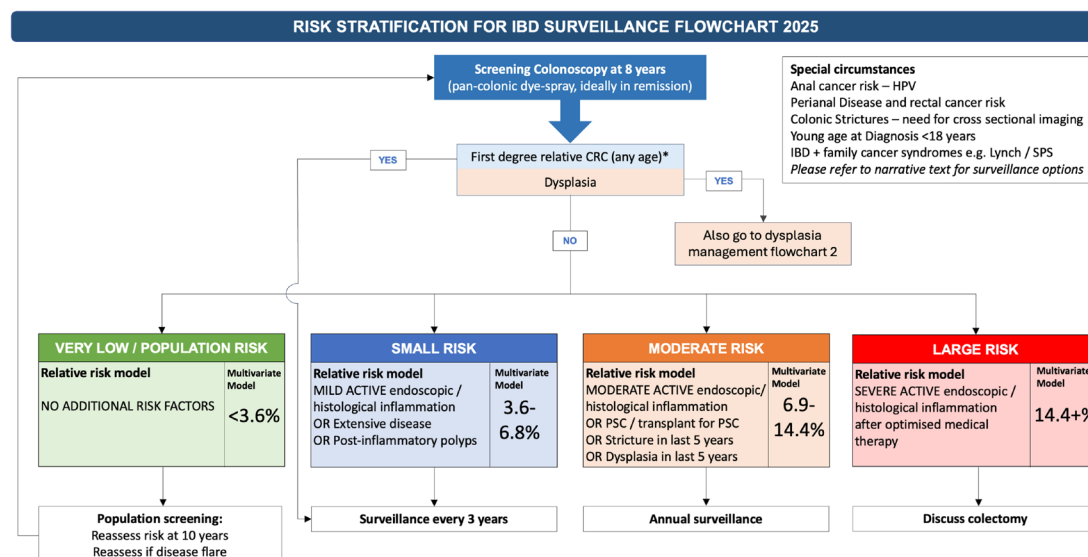 RISK STRATIFICATION FOR IBD SURVEILLANCE FLOWCHART 2025
Screening Colonoscopy at 8 years
(pan-colonic dye-spray, ideally in remission)
Special circumstances
Anal cancer risk – HPV
Perianal Disease and rectal cancer risk
Colonic Strictures – need for cross sectional imaging
Young age at Diagnosis <18 years
IBD + family cancer syndromes e.g. Lynch / SPS
Please refer to narrative text for surveillance options
YES
First degree relative CRC (any age)*
Dysplasia
YES
NO
Also go to dysplasia
management flowchart 2
VERY LOW / POPULATION RISK
Relative risk model
NO ADDITIONAL RISK FACTORS
Multivariate
Model
<3.6%
SMALL RISK
Relative risk model
MILD ACTIVE endoscopic /
histological inflammation
OR Extensive disease
OR Post-inflammatory polyps
Multivariate
Model
3.6-
6.8%
MODERATE RISK
Relative risk model
MODERATE ACTIVE endoscopic/
histological inflammation
OR PSC / transplant for PSC
OR Stricture in last 5 years
OR Dysplasia in last 5 years
Multivariate
Model
6.9-
14.4%
LARGE RISK
Relative risk model
SEVERE ACTIVE endoscopic /
histological inflammation
after optimised medical
therapy
Multivariate
Model
14.4+%
Population screening:
Reassess risk at 10 years
Reassess if disease flare
Surveillance every 3 years
Annual surveillance
Discuss colectomy